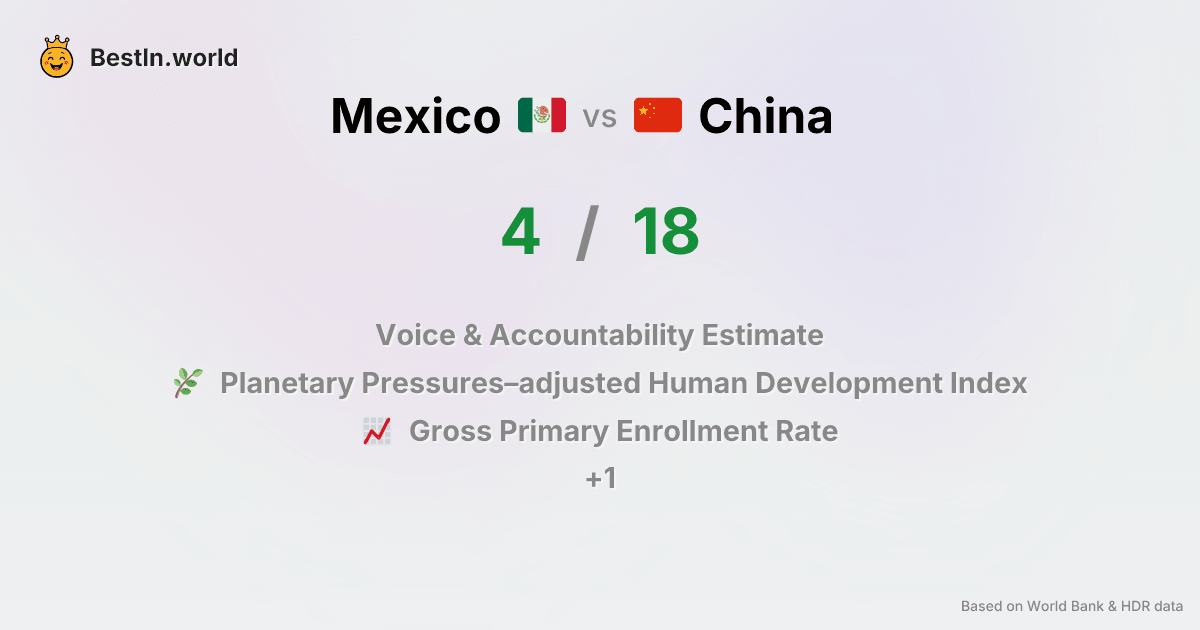 BestIn.world
Mexico vs China
4 / 18
Voice & Accountability Estimate
Planetary Pressures–adjusted Human Development Index
Gross Primary Enrollment Rate
+1
Based on World Bank & HDR data